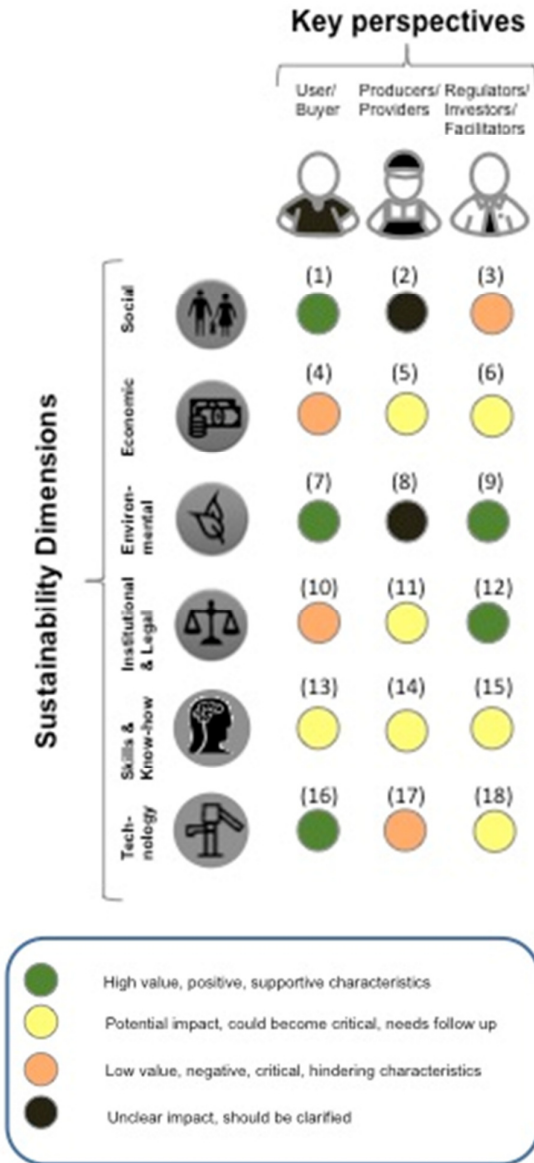 Key perspectives
User/
Buyer
Producers/
Providers
Regulators/
Investors/
Facilitators
Sustainability Dimensions
Social
(1)
(2)
(3)
Economic
(4)
(5)
(6)
Environ-
mental
(7)
(8)
(9)
Institutional
& Legal
(10)
(11)
(12)
Skills &
Know-how
(13)
(14)
(15)
Tech-
nology
(16)
(17)
(18)
High value, positive, supportive characteristics
Potential impact, could become critical, needs follow up
Low value, negative, critical, hindering characteristics
Unclear impact, should be clarified